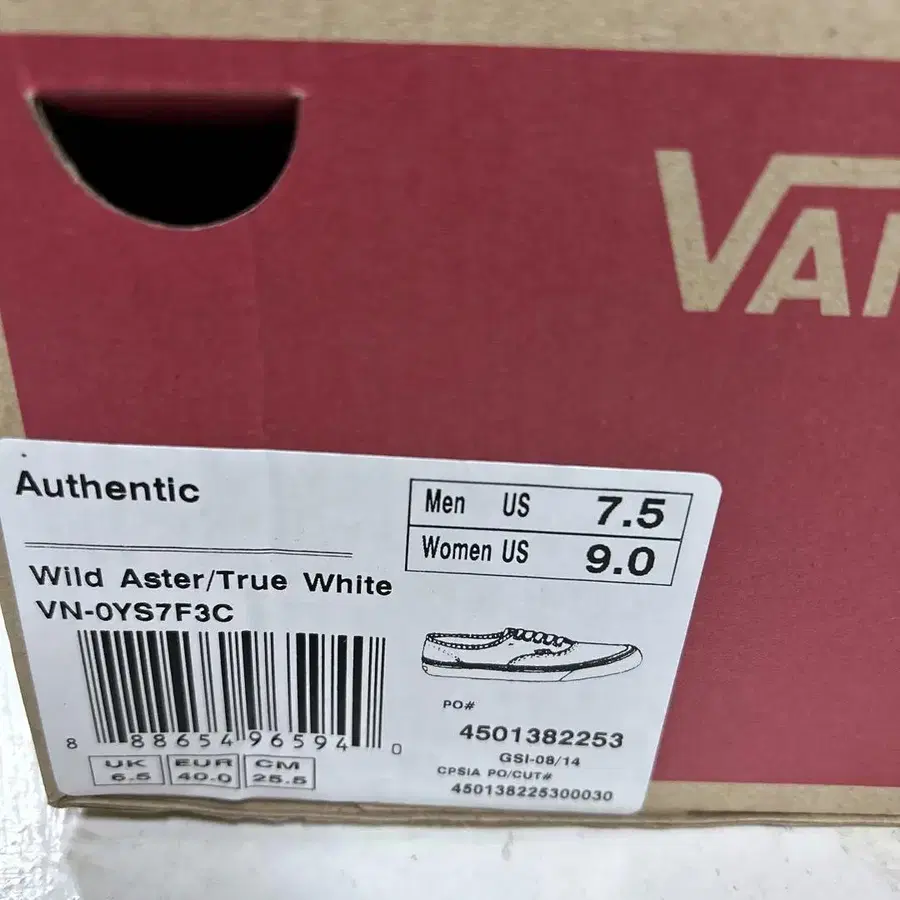 VAN
Authentic
Men US 7.5
Women US 9.0
Wild Aster/True White
VN-0YS7F3C
8 88654 96594 0
UK EUR CM
6.5 40.0 25.5
PO#
4501382253
GSI-08/14
CPSIA PO/CUT#
450138225300030